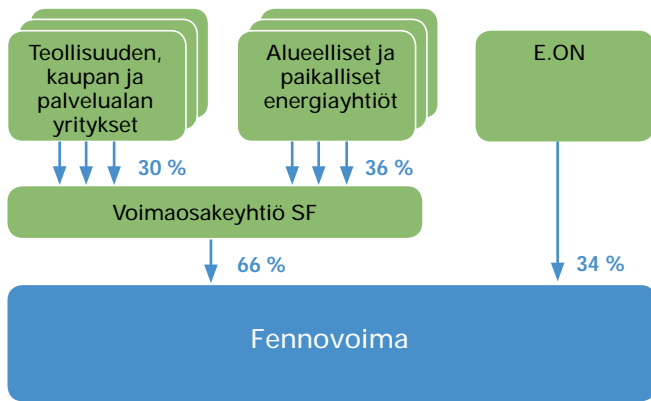 Teollisuuden,
kaupan ja
palvelualan
yritykset
Alueelliset ja
paikalliset
energiayhtiöt
E.ON
30 %
36 %
Voimaosakeyhtiö SF
66 %
34 %
Fennovoima